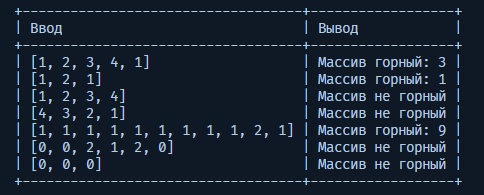 Ввод Вывод
[1, 2, 3, 4, 1] Массив горный: 3
[1, 2, 1] Массив горный: 1
[1, 2, 3, 4] Массив не горный
[4, 3, 2, 1] Массив не горный
[1, 1, 1, 1, 1, 1, 1, 1, 1, 2, 1] Массив горный: 9
[0, 0, 2, 1, 2, 0] Массив не горный
[0, 0, 0] Массив не горный